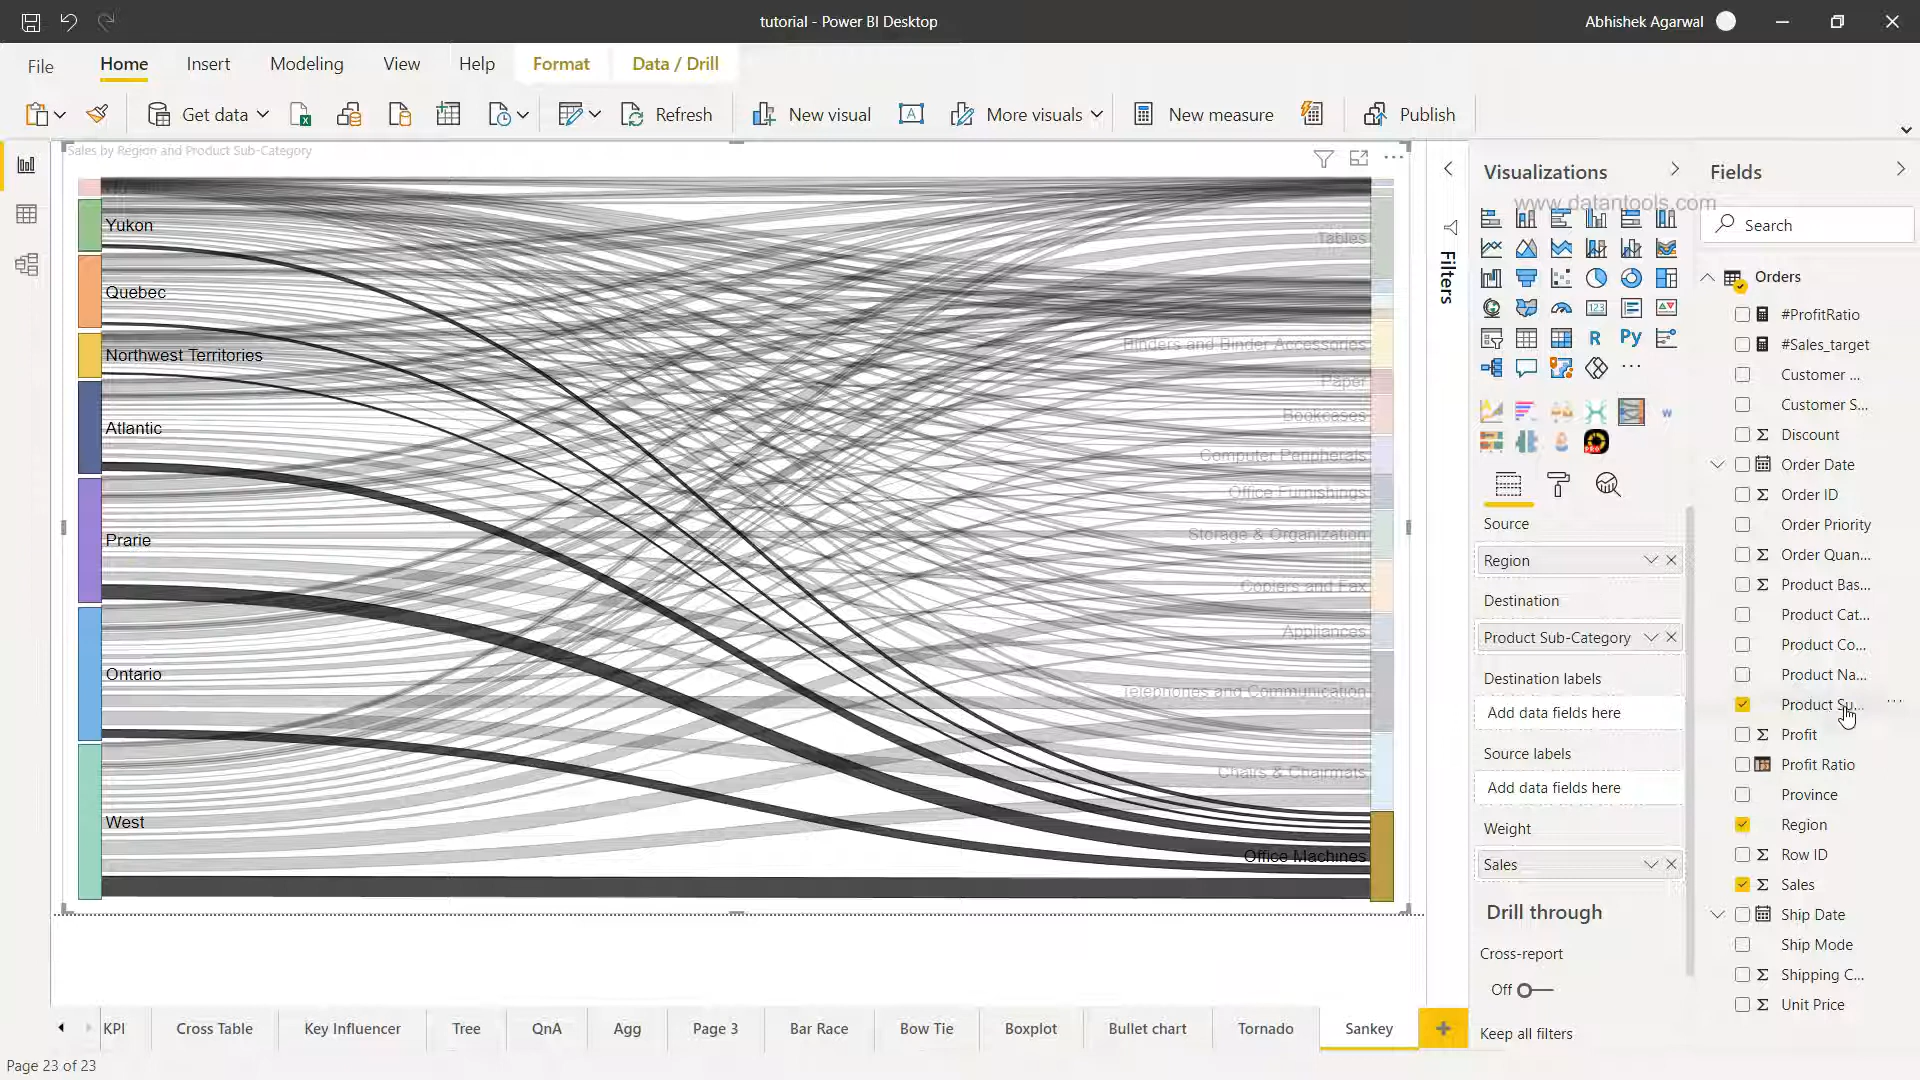 tutorial - Power BI Desktop
Abhishek Agarwal
File
Home
Insert
Modeling
View
Help
Format
Data / Drill
Get data
Refresh
New visual
More visuals
New measure
Publish
Sales by Region and Product Sub-Category
Yukon
Quebec
Northwest Territories
Atlantic
Prarie
Ontario
West
Tables
Binders and Binder Accessories
Paper
Bookcases
Computer Peripherals
Office Furnishings
Storage & Organization
Copiers and Fax
Appliances
Telephones and Communication
Chairs & Chairmats
Office Machines
Filters
Visualizations
www.datantools.com
123
R
Py
W
PRO
Source
Region
Destination
Product Sub-Category
Destination labels
Add data fields here
Source labels
Add data fields here
Weight
Sales
Drill through
Cross-report
Off
Keep all filters
Fields
Search
Orders
#ProfitRatio
#Sales_target
Customer ...
Customer S...
Σ Discount
Order Date
Σ Order ID
Order Priority
Σ Order Quan...
Σ Product Bas...
Product Cat...
Product Co...
Product Na...
Product Su... ...
Σ Profit
Profit Ratio
Province
Region
Σ Row ID
Σ Sales
Ship Date
Ship Mode
Σ Shipping C...
Σ Unit Price
KPI
Cross Table
Key Influencer
Tree
QnA
Agg
Page 3
Bar Race
Bow Tie
Boxplot
Bullet chart
Tornado
Sankey
+
Page 23 of 23